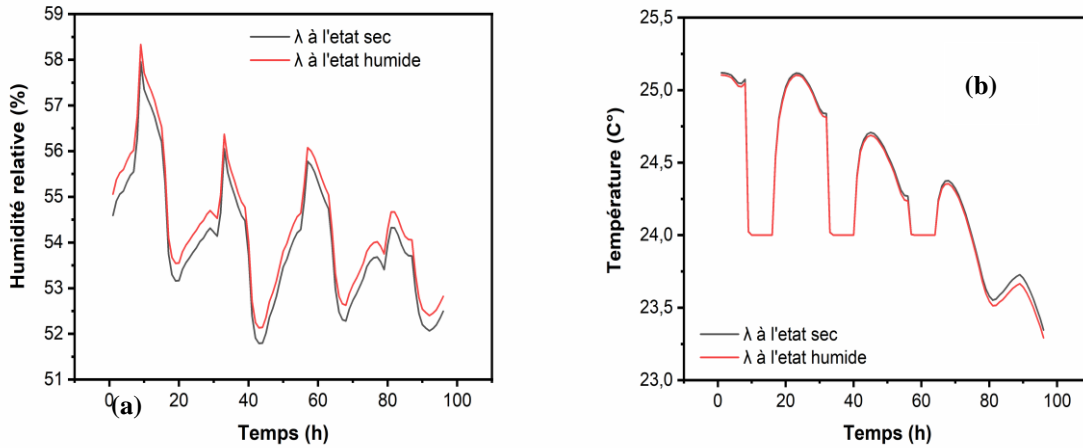 59
58
57
56
55
54
53
52
51
Humidité relative (%)
λ à l'etat sec
λ à l'etat humide
0 20 40 60 80 100
(a)
Temps (h)
25,5
25,0
24,5
24,0
23,5
23,0
Température (C°)
(b)
λ à l'etat sec
λ à l'etat humide
0 20 40 60 80 100
Temps (h)